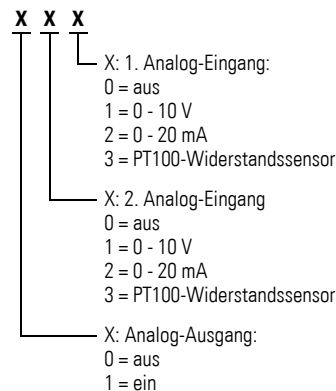 X X X
X: 1. Analog-Eingang:
0 = aus
1 = 0 - 10 V
2 = 0 - 20 mA
3 = PT100-Widerstandssensor
X: 2. Analog-Eingang
0 = aus
1 = 0 - 10 V
2 = 0 - 20 mA
3 = PT100-Widerstandssensor
X: Analog-Ausgang:
0 = aus
1 = ein